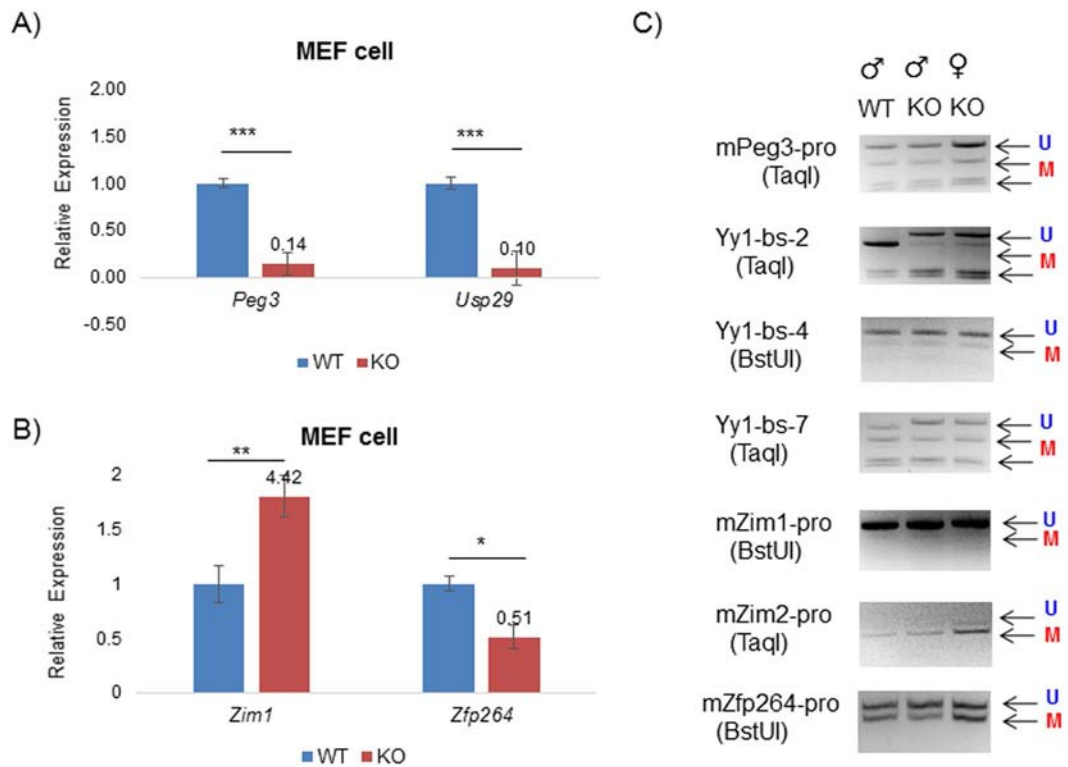 A)
MEF cell
Relative Expression
2.00
1.50
1.00
0.50
0.00
-0.50
***
0.14
***
0.10
Peg3
Usp29
WT KO
B)
MEF cell
Relative Expression
2
1.5
1
0.5
0
**
4.42
*
0.51
Zim1
Zfp264
WT KO
C)
♂ ♂ ♀
WT KO KO
mPeg3-pro
(TaqI)
U
M
Yy1-bs-2
(TaqI)
U
M
Yy1-bs-4
(BstUI)
U
M
Yy1-bs-7
(TaqI)
U
M
mZim1-pro
(BstUI)
U
M
mZim2-pro
(TaqI)
U
M
mZfp264-pro
(BstUI)
U
M